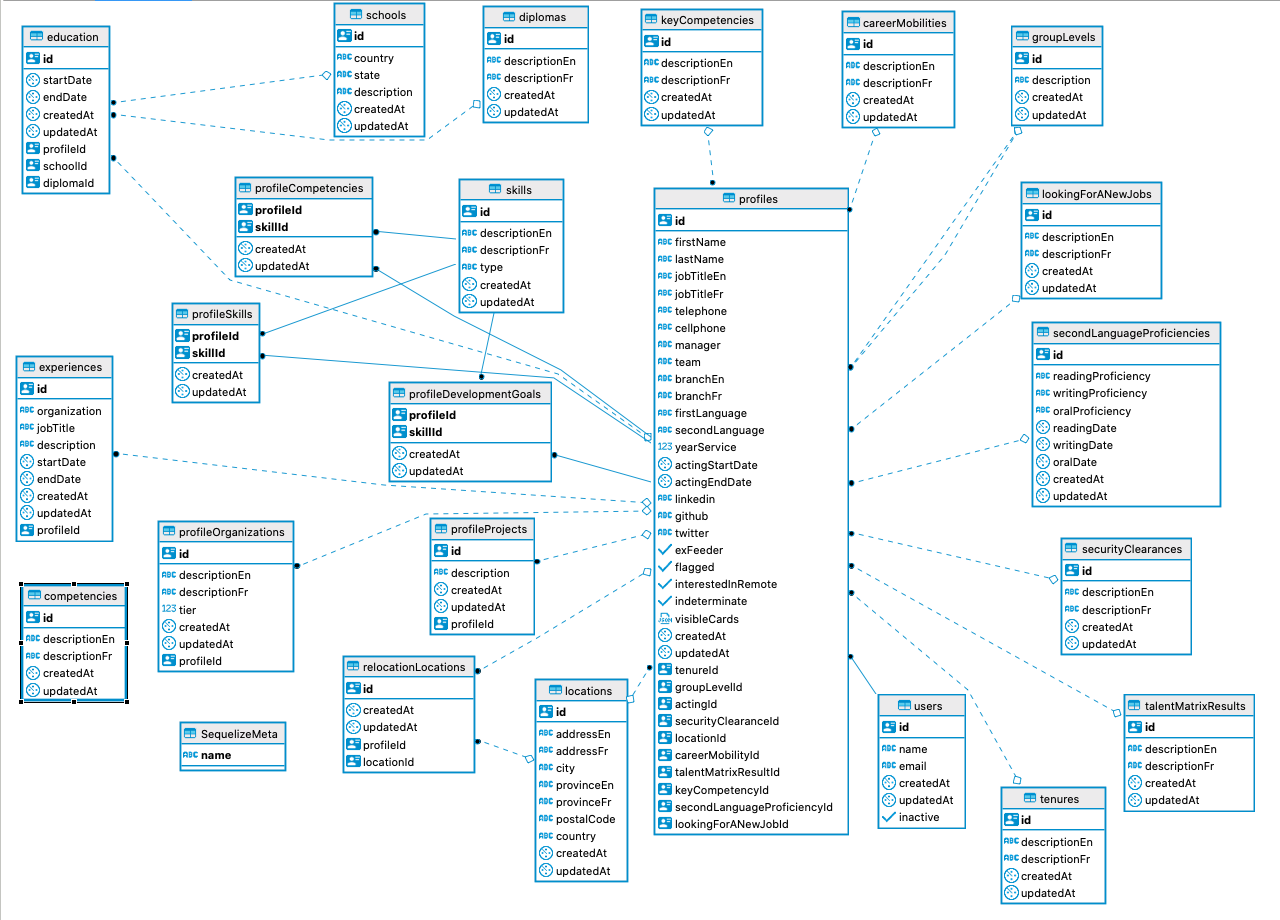 education
id
startDate
endDate
createdAt
updatedAt
profileId
schoolId
diplomaId
schools
id
country
state
description
createdAt
updatedAt
diplomas
id
descriptionEn
descriptionFr
createdAt
updatedAt
keyCompetencies
id
descriptionEn
descriptionFr
createdAt
updatedAt
careerMobilities
id
descriptionEn
descriptionFr
createdAt
updatedAt
groupLevels
id
description
createdAt
updatedAt
profileCompetencies
profileId
skillId
createdAt
updatedAt
skills
id
descriptionEn
descriptionFr
type
createdAt
updatedAt
profiles
id
firstName
lastName
jobTitleEn
jobTitleFr
telephone
cellphone
manager
team
branchEn
branchFr
firstLanguage
secondLanguage
yearService
actingStartDate
actingEndDate
linkedin
github
twitter
exFeeder
flagged
interestedInRemote
indeterminate
visibleCards
createdAt
updatedAt
tenureId
groupLevelId
actingId
securityClearanceId
locationId
careerMobilityId
talentMatrixResultId
keyCompetencyId
secondLanguageProficiencyId
lookingForANewJobId
lookingForANewJobs
id
descriptionEn
descriptionFr
createdAt
updatedAt
profileSkills
profileId
skillId
createdAt
updatedAt
secondLanguageProficiencies
id
readingProficiency
writingProficiency
oralProficiency
readingDate
writingDate
oralDate
createdAt
updatedAt
experiences
id
organization
jobTitle
description
startDate
endDate
createdAt
updatedAt
profileId
profileDevelopmentGoals
profileId
skillId
createdAt
updatedAt
profileOrganizations
id
descriptionEn
descriptionFr
tier
createdAt
updatedAt
profileId
profileProjects
id
description
createdAt
updatedAt
profileId
securityClearances
id
descriptionEn
descriptionFr
createdAt
updatedAt
competencies
id
descriptionEn
descriptionFr
createdAt
updatedAt
relocationLocations
id
createdAt
updatedAt
profileId
locationId
locations
id
addressEn
addressFr
city
provinceEn
provinceFr
postalCode
country
createdAt
updatedAt
users
id
name
email
createdAt
updatedAt
inactive
talentMatrixResults
id
descriptionEn
descriptionFr
createdAt
updatedAt
SequelizeMeta
name
tenures
id
descriptionEn
descriptionFr
createdAt
updatedAt